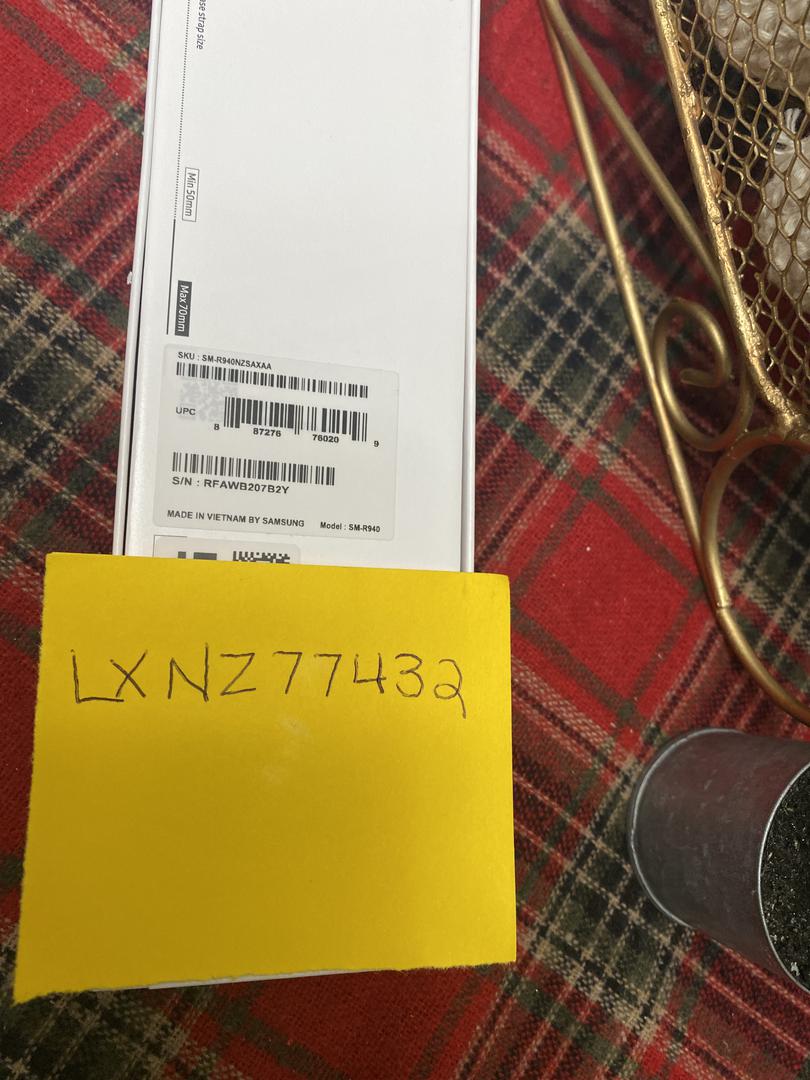 ase strap size
Min 50mm
Max 70mm
SKU : SM-R940NZSAXAA
UPC
8 87276 76020 9
S/N : RFAWB207B2Y
MADE IN VIETNAM BY SAMSUNG Model : SM-R940
LXNZ77432